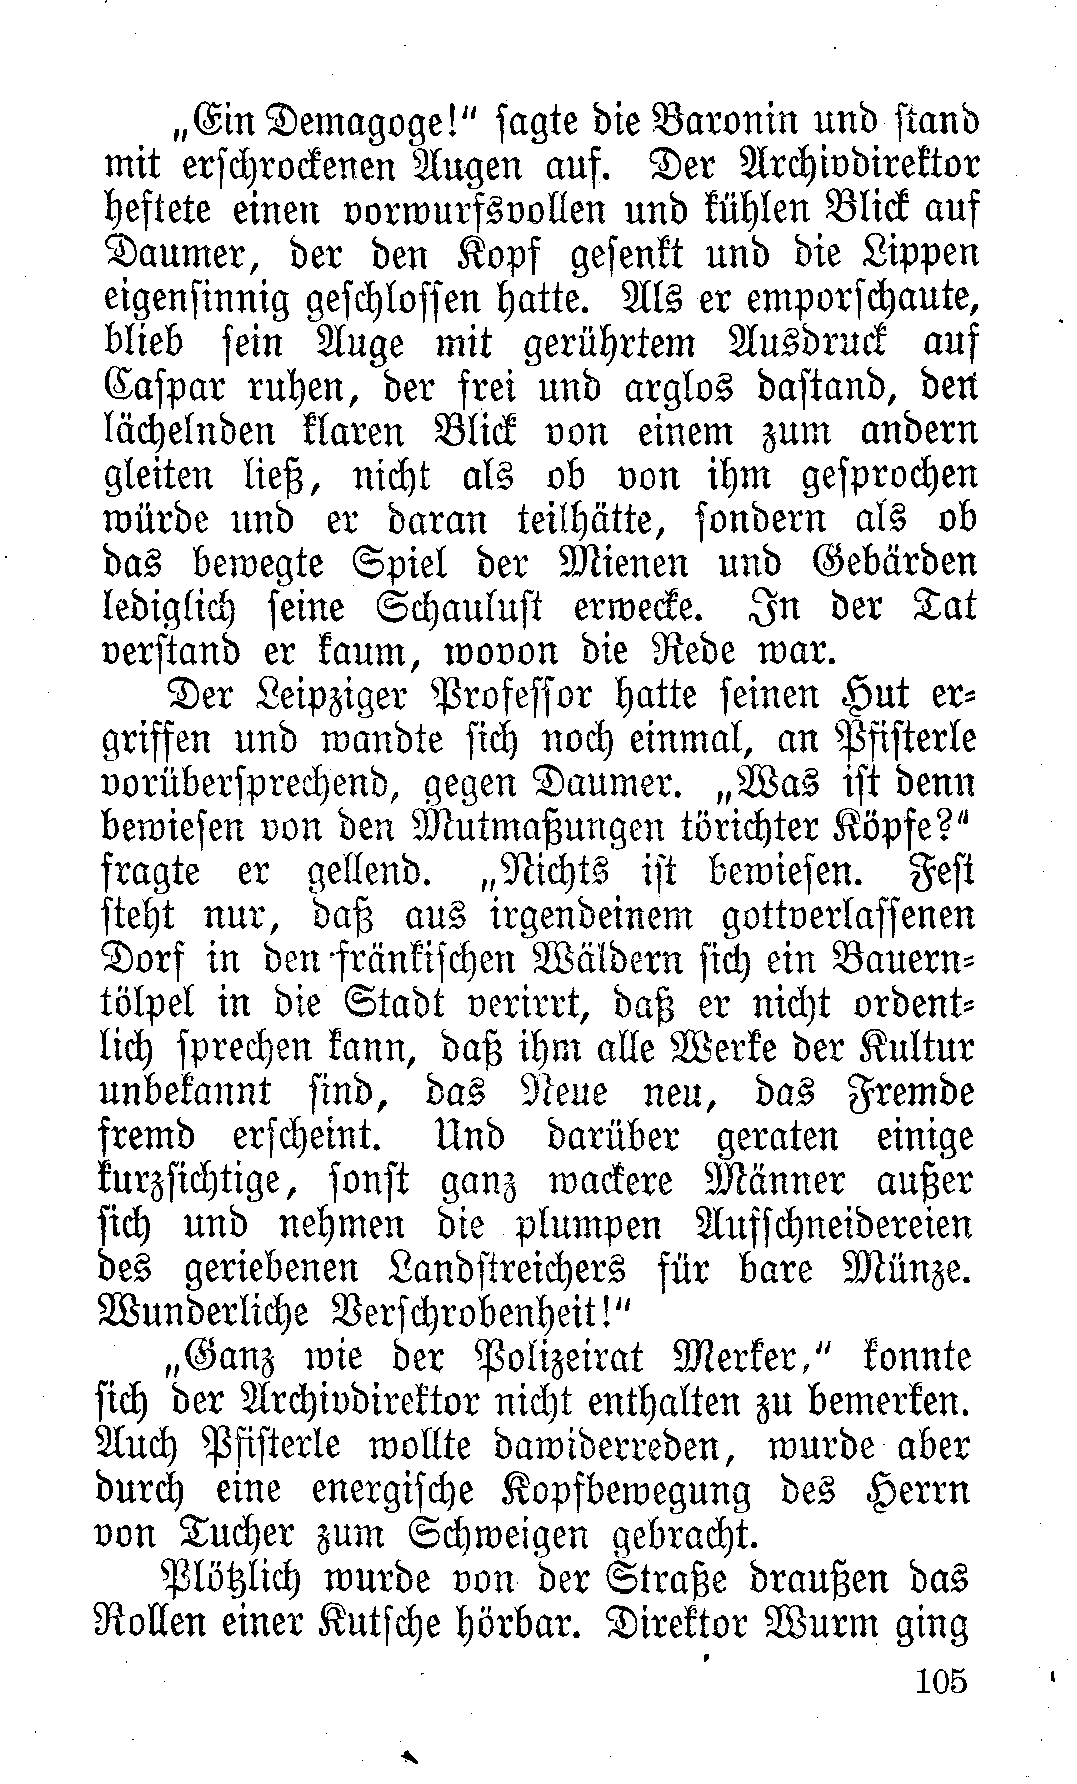 „Ein Demagoge!“ sagte die Baronin und stand
mit erschrockenen Augen auf. Der Archivdirektor
heftete einen vorwurfsvollen und kühlen Blick auf
Daumer, der den Kopf gesenkt und die Lippen
eigensinnig geschlossen hatte. Als er emporschaute,
blieb sein Auge mit gerührtem Ausdruck auf
Caspar ruhen, der frei und arglos dastand, den
lächelnden klaren Blick von einem zum andern
gleiten ließ, nicht als ob von ihm gesprochen
würde und er daran teilhätte, sondern als ob
das bewegte Spiel der Mienen und Gebärden
lediglich seine Schaulust erwecke. In der Tat
verstand er kaum, wovon die Rede war.
Der Leipziger Professor hatte seinen Hut er-
griffen und wandte sich noch einmal, an Pfisterle
vorübersprechend, gegen Daumer. „Was ist denn
bewiesen von den Mutmaßungen törichter Köpfe?“
fragte er gellend. „Nichts ist bewiesen. Fest
steht nur, daß aus irgendeinem gottverlassenen
Dorf in den fränkischen Wäldern sich ein Bauern-
tölpel in die Stadt verirrt, daß er nicht ordent-
lich sprechen kann, daß ihm alle Werke der Kultur
unbekannt sind, das Neue neu, das Fremde
fremd erscheint. Und darüber geraten einige
kurzsichtige, sonst ganz wackere Männer außer
sich und nehmen die plumpen Aufschneidereien
des geriebenen Landstreichers für bare Münze.
Wunderliche Verschrobenheit!“
„Ganz wie der Polizeirat Merker,“ konnte
sich der Archivdirektor nicht enthalten zu bemerken.
Auch Pfisterle wollte dawiderreden, wurde aber
durch eine energische Kopfbewegung des Herrn
von Tucher zum Schweigen gebracht.
Plötzlich wurde von der Straße draußen das
Rollen einer Kutsche hörbar. Direktor Wurm ging
105